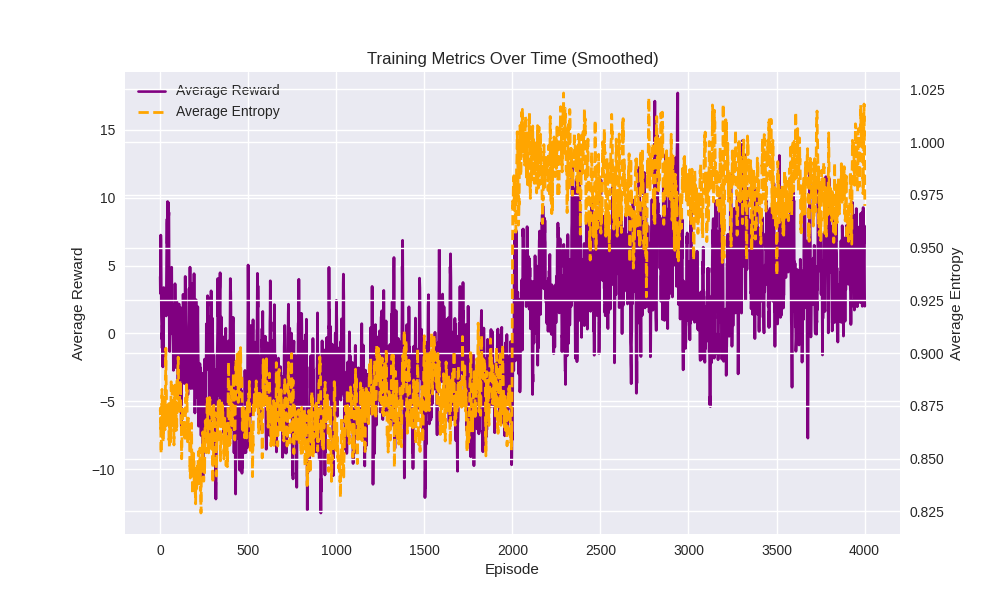 Training Metrics Over Time (Smoothed)
Average Reward
Average Entropy
15
10
5
0
−5
−10
Average Reward
1.025
1.000
0.975
0.950
0.925
0.900
0.875
0.850
0.825
Average Entropy
0 500 1000 1500 2000 2500 3000 3500 4000
Episode